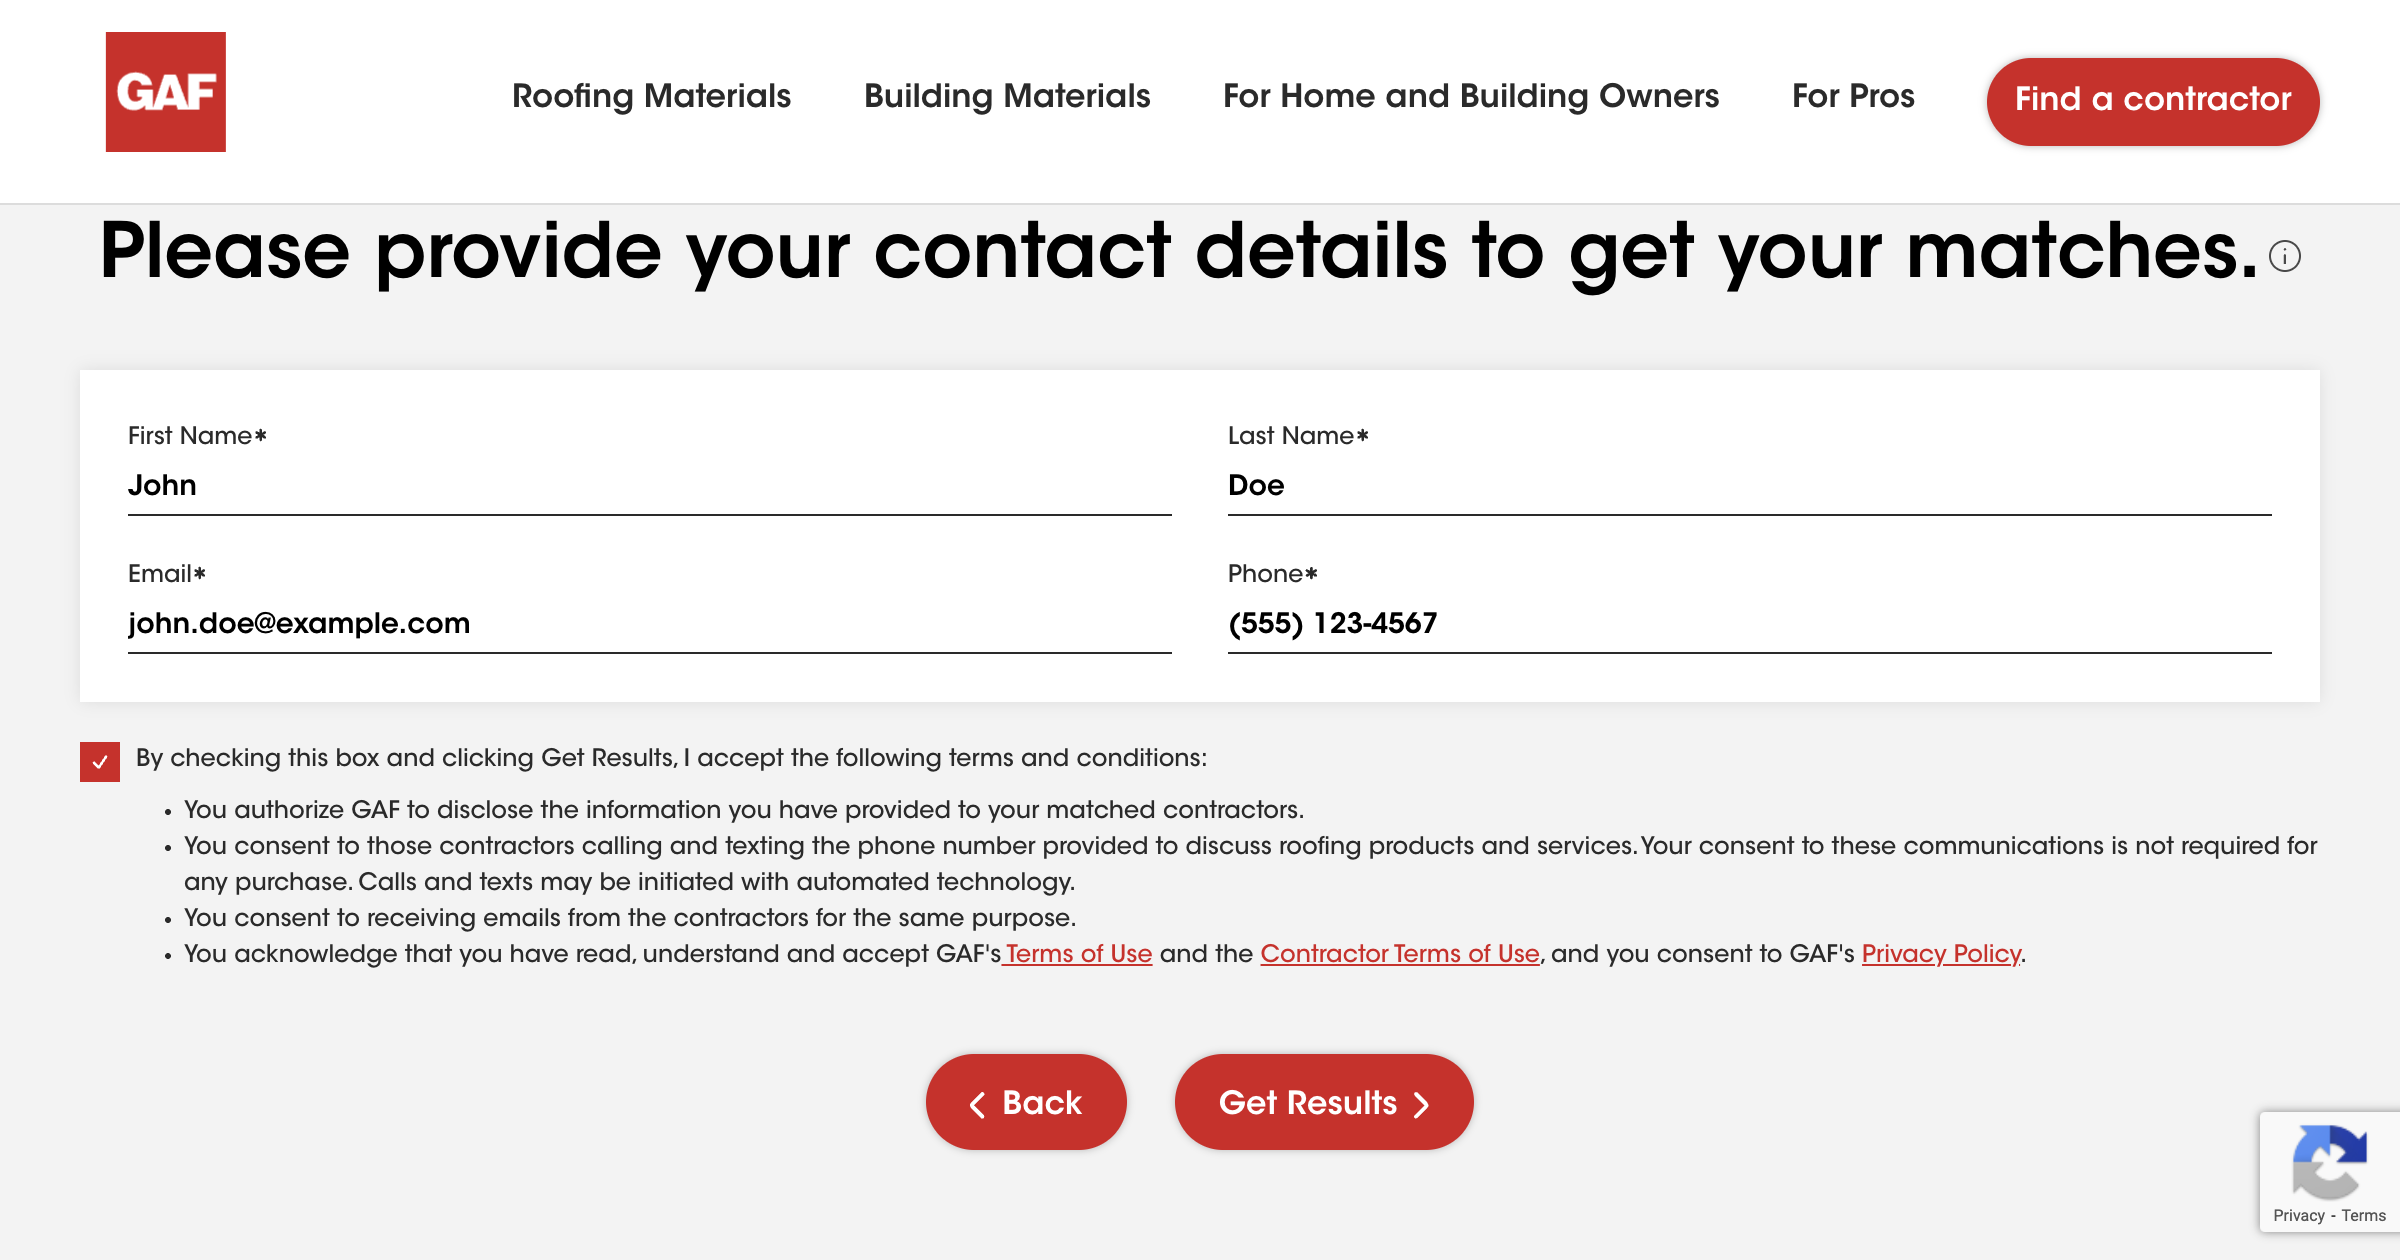 GAF
Roofing Materials
Building Materials
For Home and Building Owners
For Pros
Find a contractor
Please provide your contact details to get your matches.
First Name*
Last Name*
John
Doe
Email*
Phone*
john.doe@example.com
(555) 123-4567
By checking this box and clicking Get Results, I accept the following terms and conditions:
• You authorize GAF to disclose the information you have provided to your matched contractors.
• You consent to those contractors calling and texting the phone number provided to discuss roofing products and services. Your consent to these communications is not required for
any purchase. Calls and texts may be initiated with automated technology.
• You consent to receiving emails from the contractors for the same purpose.
• You acknowledge that you have read, understand and accept GAF's Terms of Use and the Contractor Terms of Use, and you consent to GAF's Privacy Policy.
Back
Get Results
Privacy - Terms